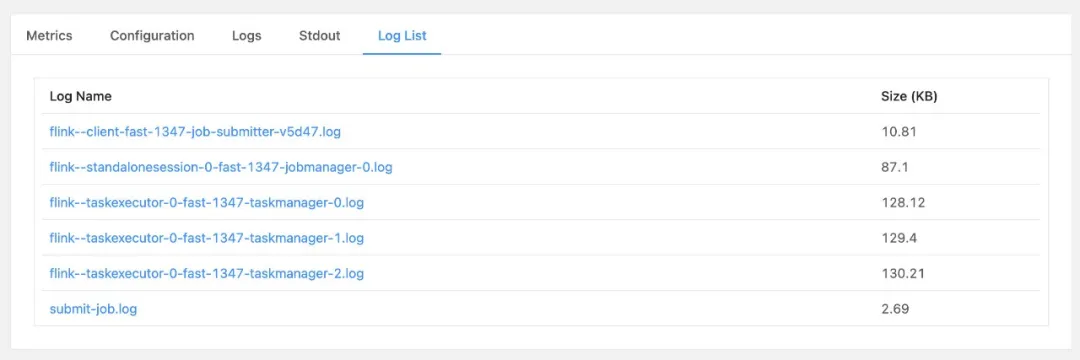 Metrics Configuration Logs Stdout Log List
Log Name Size (KB)
flink--client-fast-1347-job-submitter-v5d47.log 10.81
flink--standalonesession-0-fast-1347-jobmanager-0.log 87.1
flink--taskexecutor-0-fast-1347-taskmanager-0.log 128.12
flink--taskexecutor-0-fast-1347-taskmanager-1.log 129.4
flink--taskexecutor-0-fast-1347-taskmanager-2.log 130.21
submit-job.log 2.69